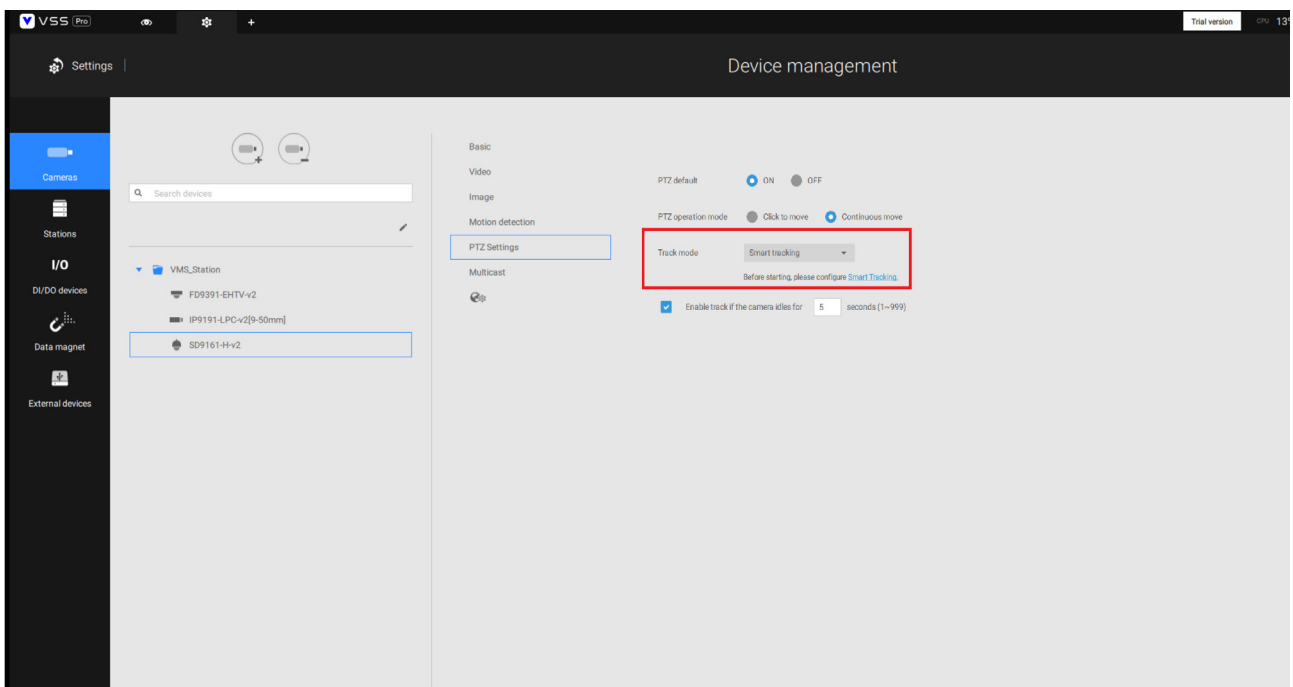 VSS Pro
Trial version
CPU 13%
Settings
Device management
Cameras
Stations
I/O
DI/DO devices
Data magnet
External devices
Search devices
VMS_Station
FD9391-EHTV-v2
IP9191-LPC-v2[9-50mm]
SD9161-H-v2
Basic
Video
Image
Motion detection
PTZ Settings
Multicast
PTZ default ON OFF
PTZ operation mode Click to move Continuous move
Track mode Smart tracking
Before starting, please configure Smart Tracking.
Enable track if the camera idles for 5 seconds (1~999)